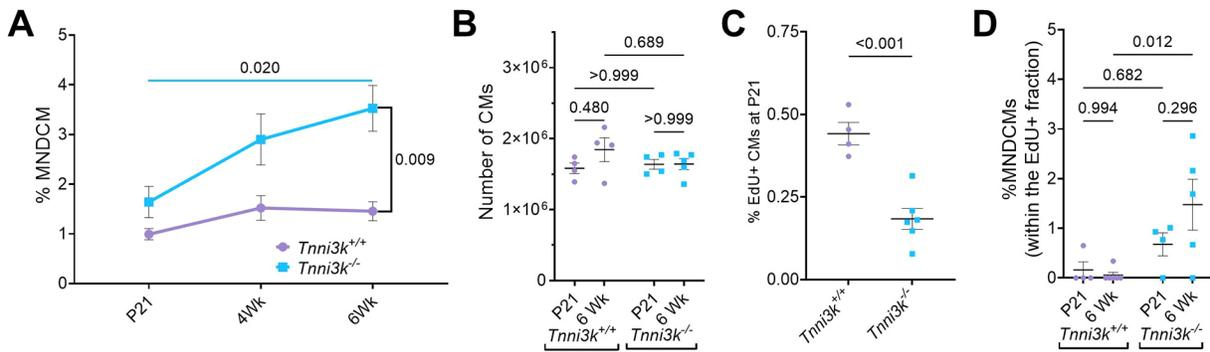 A
% MNDCM
5
4
3
2
1
0
0.020
0.009
Tnni3k+/+
Tnni3k-/-
P21
4Wk
6Wk
B
Number of CMs
3×10⁶
2×10⁶
1×10⁶
0
0.689
>0.999
0.480
>0.999
P21
6 Wk
P21
6 Wk
Tnni3k+/+
Tnni3k-/-
C
% EdU+ CMs at P21
0.75
0.50
0.25
0.00
<0.001
Tnni3k+/+
Tnni3k-/-
D
%MNDCMs
(within the EdU+ fraction)
5
4
3
2
1
0
0.012
0.682
0.994
0.296
P21
6 Wk
P21
6 Wk
Tnni3k+/+
Tnni3k-/-